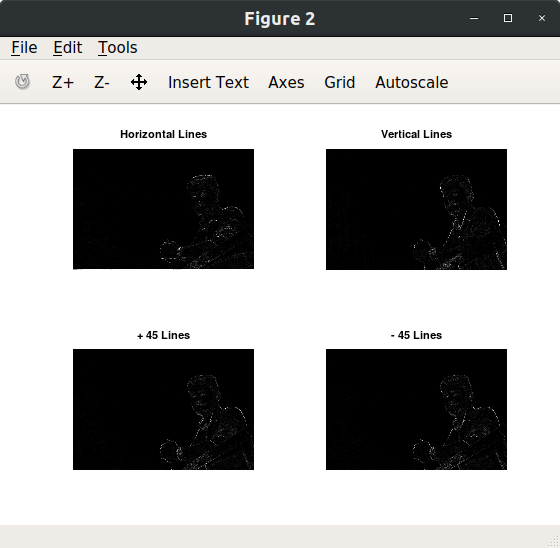 Figure 2
File Edit Tools
Z+ Z- Insert Text Axes Grid Autoscale
Horizontal Lines Vertical Lines
+ 45 Lines - 45 Lines